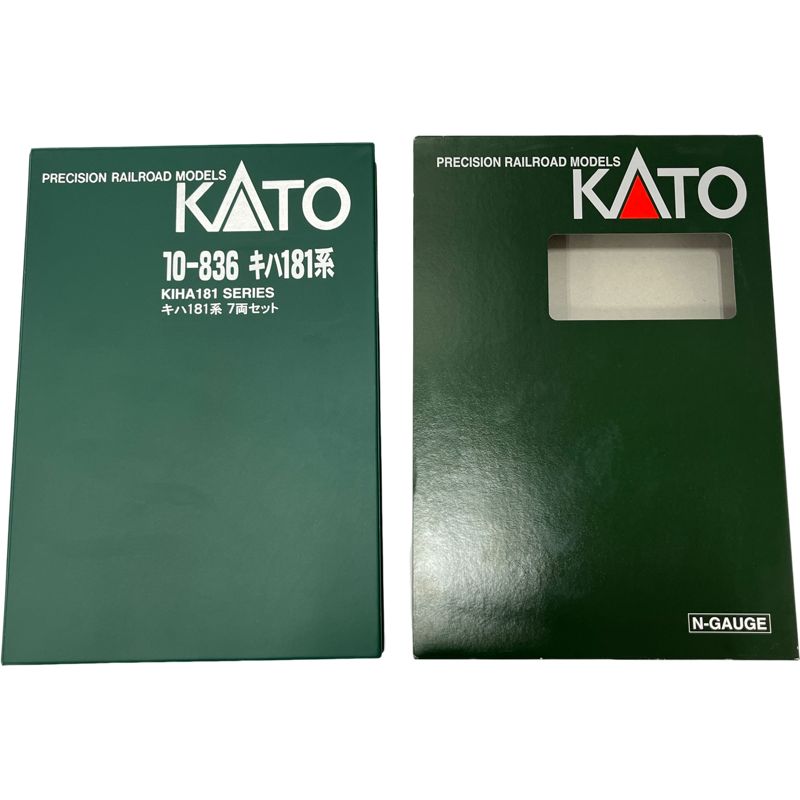 PRECISION RAILROAD MODELS
KATO
10-836 キハ181系
KIHA181 SERIES
キハ181系 7両セット
PRECISION RAILROAD MODELS
KATO
N-GAUGE